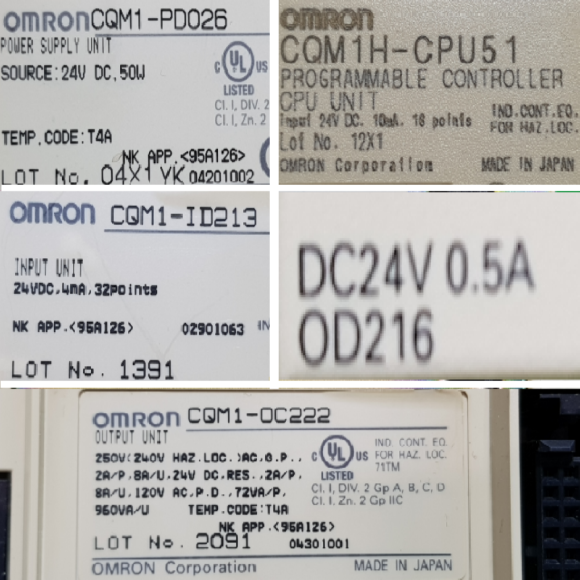 OMRON CQM1-PD026
POWER SUPPLY UNIT
SOURCE:24V DC,50W
C UL US
LISTED
Cl. I, DIV. 2
Cl. I, Zn. 2
TEMP.CODE:T4A
NK APP.<95A126>
LOT No. 04X1 YK 04201002
OMRON
CQM1H-CPU51
PROGRAMMABLE CONTROLLER
CPU UNIT
Input 24V DC. 10mA. 16 points
IND.CONT.EQ.
FOR HAZ.LOC.
Lot No. 12X1
OMRON Corporation MADE IN JAPAN
OMRON CQM1-ID213
INPUT UNIT
24VDC,4mA,32points
NK APP.<95A126> 02901063 IN
LOT No. 1391
DC24V 0.5A
OD216
OMRON CQM1-OC222
OUTPUT UNIT
250V(240V HAZ.LOC.)AC,G.P.,
2A/P,8A/U,24V DC,RES.,2A/P,
8A/U,120V AC,P.D.,72VA/P,
960VA/U TEMP.CODE:T4A
C UL US
LISTED
IND. CONT. EQ.
FOR HAZ. LOC.
71TM
Cl. I, DIV. 2 Gp A, B, C, D
Cl. I. Zn. 2 Gp IIC
NK APP.<95A126>
LOT No. 2091 04301001
OMRON Corporation MADE IN JAPAN